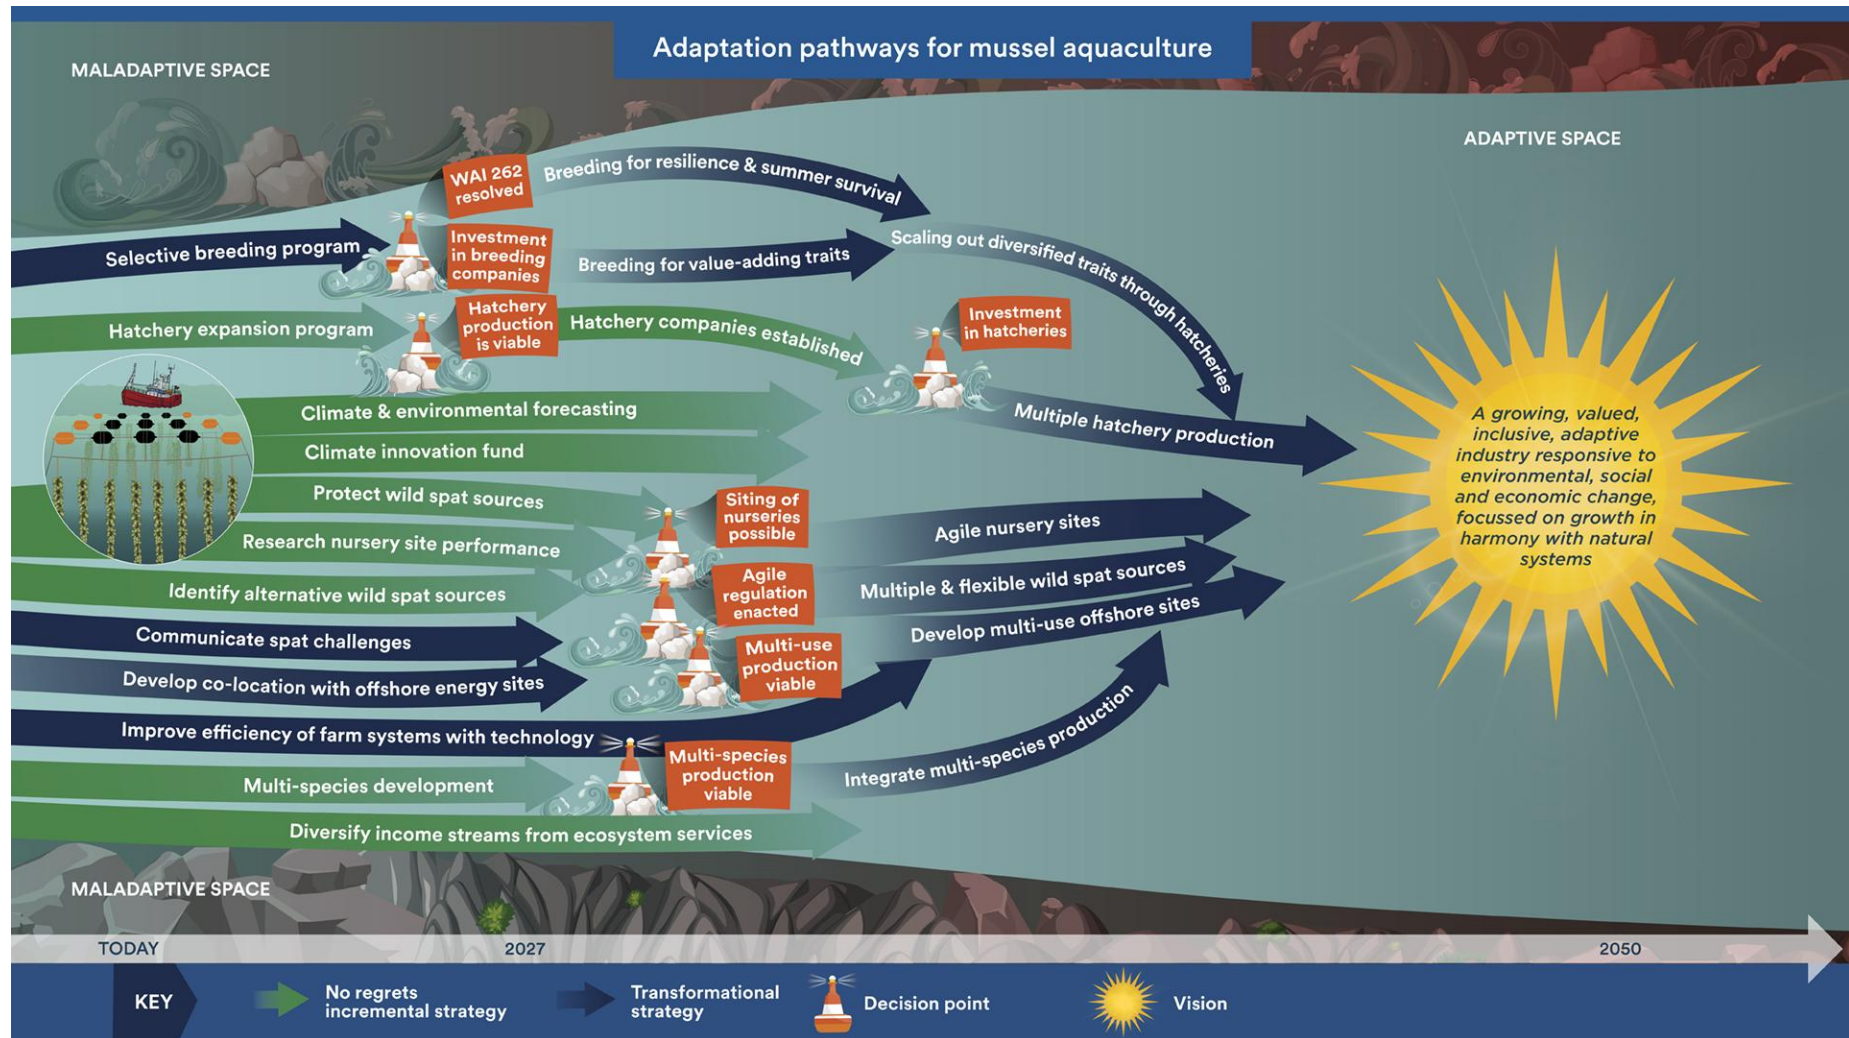 Adaptation pathways for mussel aquaculture
MALADAPTIVE SPACE
ADAPTIVE SPACE
WAI 262
resolved
Breeding for resilience & summer survival
Selective breeding program
Investment
in breeding
companies
Breeding for value-adding traits
Scaling out diversified traits through hatcheries
Hatchery expansion program
Hatchery
production
is viable
Hatchery companies established
Investment
in hatcheries
Multiple hatchery production
Climate & environmental forecasting
Climate innovation fund
Protect wild spat sources
Research nursery site performance
Identify alternative wild spat sources
Communicate spat challenges
Develop co-location with offshore energy sites
Improve efficiency of farm systems with technology
Multi-species development
Diversify income streams from ecosystem services
Siting of
nurseries
possible
Agile
regulation
enacted
Multi-use
production
viable
Multi-species
production
viable
Agile nursery sites
Multiple & flexible wild spat sources
Develop multi-use offshore sites
Integrate multi-species production
A growing, valued,
inclusive, adaptive
industry responsive to
environmental, social
and economic change,
focussed on growth in
harmony with natural
systems
MALADAPTIVE SPACE
TODAY
2027
2050
KEY
No regrets
incremental strategy
Transformational
strategy
Decision point
Vision